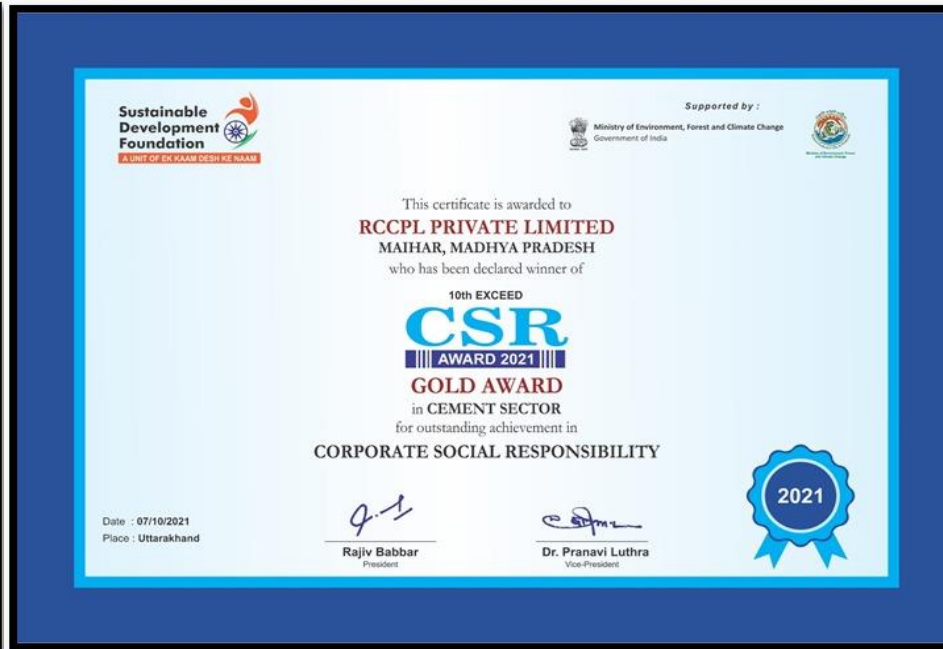 Sustainable
Development
Foundation
A UNIT OF EK KAAM DESH KE NAAM
Supported by :
Ministry of Environment, Forest and Climate Change
Government of India
This certificate is awarded to
RCCPL PRIVATE LIMITED
MAIHAR, MADHYA PRADESH
who has been declared winner of
10th EXCEED
CSR
AWARD 2021
GOLD AWARD
in CEMENT SECTOR
for outstanding achievement in
CORPORATE SOCIAL RESPONSIBILITY
2021
Date : 07/10/2021
Place : Uttarakhand
Rajiv Babbar
President
Dr. Pranavi Luthra
Vice-President